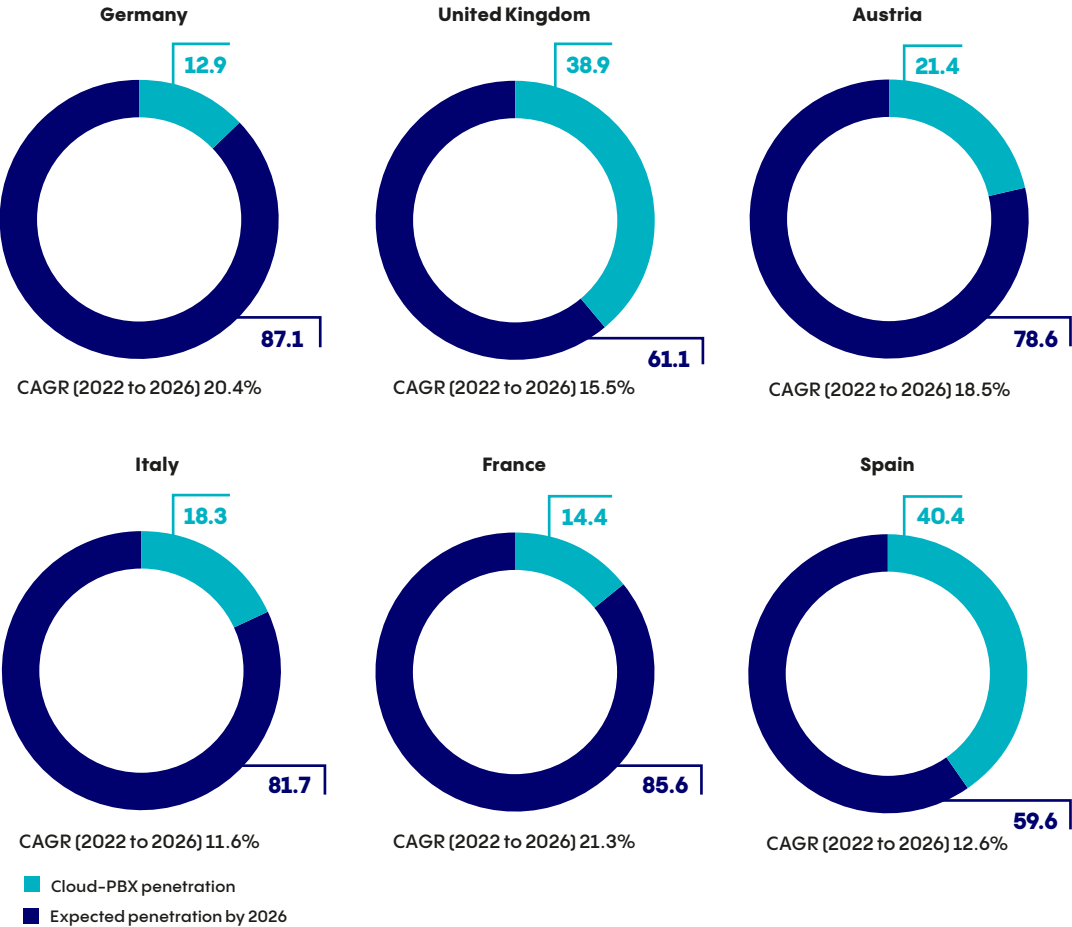 Germany
12.9
87.1
CAGR (2022 to 2026) 20.4%
United Kingdom
38.9
61.1
CAGR (2022 to 2026) 15.5%
Austria
21.4
78.6
CAGR (2022 to 2026) 18.5%
Italy
18.3
81.7
CAGR (2022 to 2026) 11.6%
France
14.4
85.6
CAGR (2022 to 2026) 21.3%
Spain
40.4
59.6
CAGR (2022 to 2026) 12.6%
Cloud-PBX penetration
Expected penetration by 2026